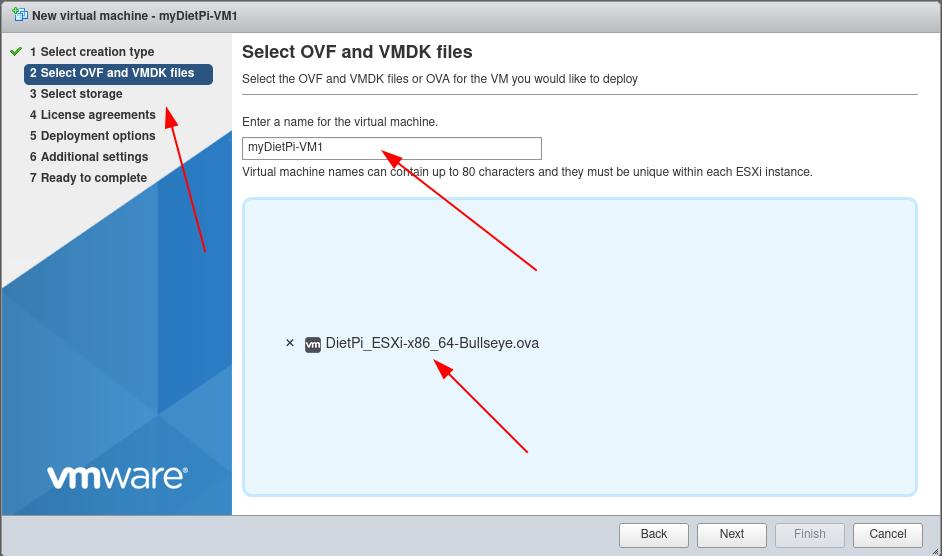 New virtual machine - myDietPi-VM1
1 Select creation type
2 Select OVF and VMDK files
3 Select storage
4 License agreements
5 Deployment options
6 Additional settings
7 Ready to complete
vmware®
Select OVF and VMDK files
Select the OVF and VMDK files or OVA for the VM you would like to deploy
Enter a name for the virtual machine.
myDietPi-VM1
Virtual machine names can contain up to 80 characters and they must be unique within each ESXi instance.
× vm DietPi_ESXi-x86_64-Bullseye.ova
Back Next Finish Cancel